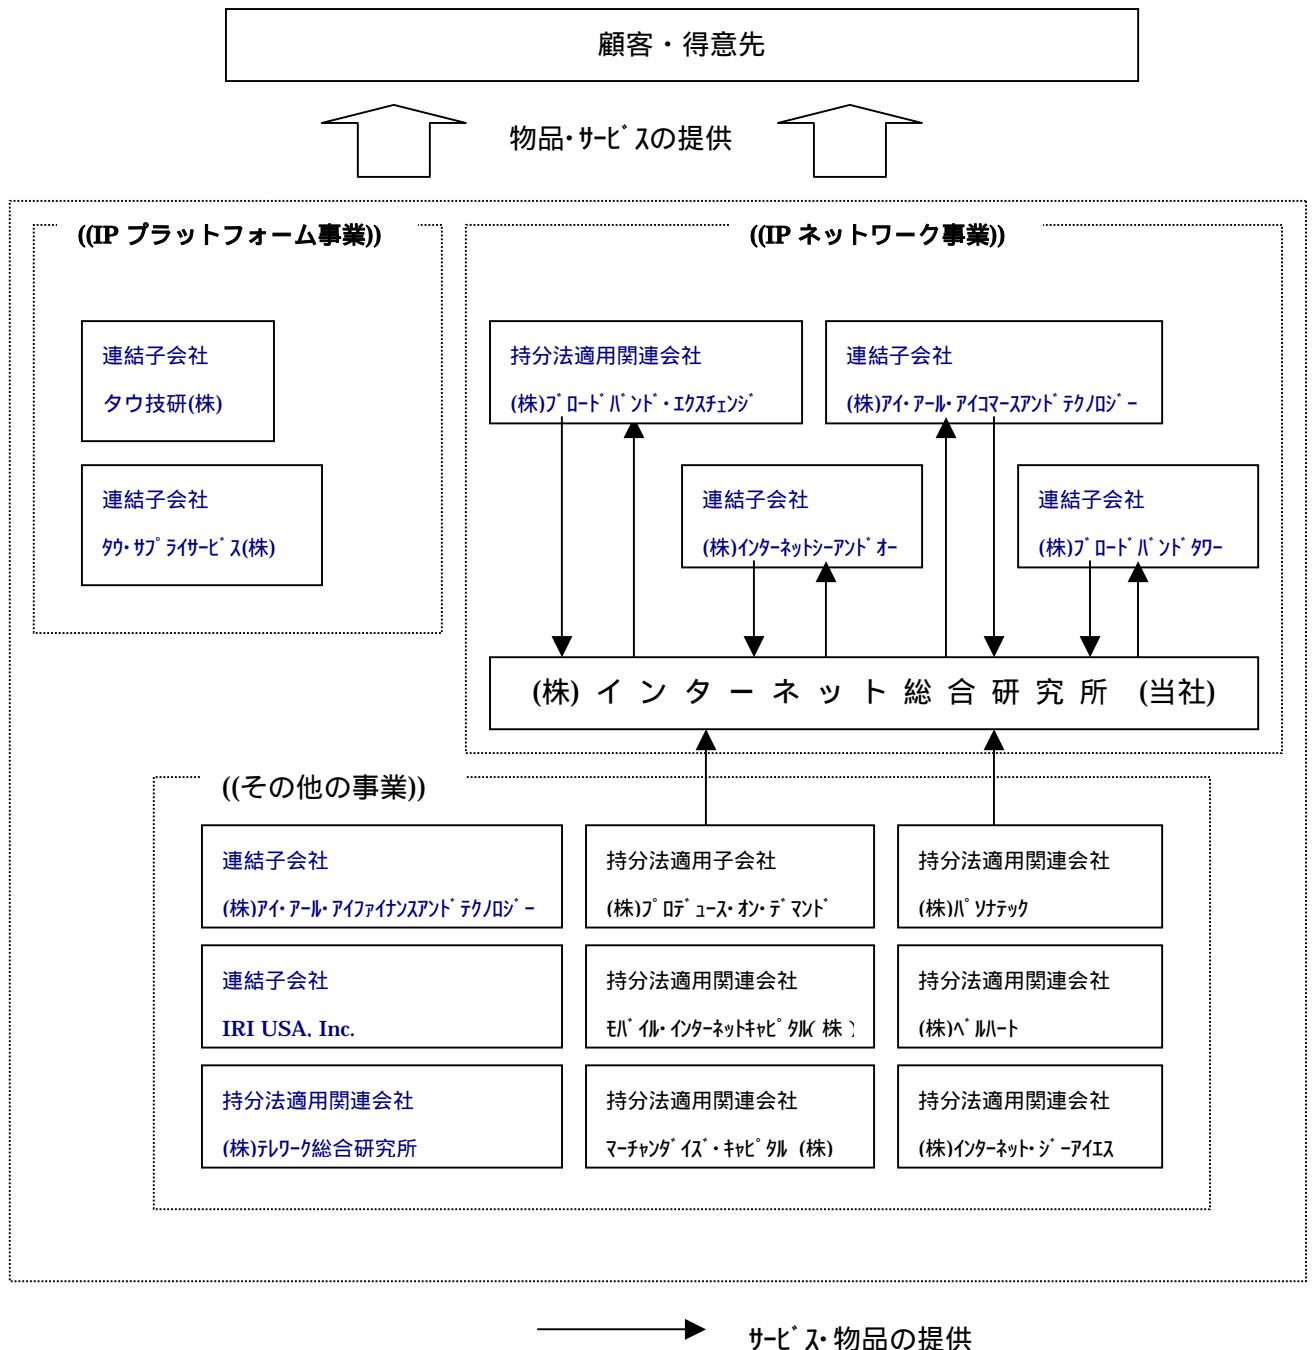 顧客・得意先
物品・ｻｰﾋﾞｽの提供
((IP プラットフォーム事業))
((IP ネットワーク事業))
連結子会社
タウ技研(株)
連結子会社
ﾀｳ・ｻﾌﾟﾗｲｻｰﾋﾞｽ(株)
持分法適用関連会社
(株)ﾌﾞﾛｰﾄﾞﾊﾞﾝﾄﾞ・ｴｸｽﾁｪﾝｼﾞ
連結子会社
(株)ｱｲ・ｱｰﾙ・ｱｲｺﾏｰｽｱﾝﾄﾞﾃｸﾉﾛｼﾞｰ
連結子会社
(株)ｲﾝﾀｰﾈｯﾄｼｰｱﾝﾄﾞｵｰ
連結子会社
(株)ﾌﾞﾛｰﾄﾞﾊﾞﾝﾄﾞﾀﾜｰ
(株) インターネット総合研究所 (当社)
((その他の事業))
連結子会社
(株)ｱｲ・ｱｰﾙ・ｱｲﾌｧｲﾅﾝｽｱﾝﾄﾞﾃｸﾉﾛｼﾞｰ
持分法適用子会社
(株)ﾌﾟﾛﾃﾞｭｰｽ・ｵﾝ・ﾃﾞﾏﾝﾄﾞ
持分法適用関連会社
(株)ﾊﾟｿﾅﾃｯｸ
連結子会社
IRI USA, Inc.
持分法適用関連会社
ﾓﾊﾞｲﾙ・ｲﾝﾀｰﾈｯﾄｷｬﾋﾟﾀﾙ(株)
持分法適用関連会社
(株)ﾍﾞﾙﾊｰﾄ
持分法適用関連会社
(株)ﾃﾚﾜｰｸ総合研究所
持分法適用関連会社
ﾏｰﾁｬﾝﾀﾞｲｽﾞ・ｷｬﾋﾟﾀﾙ (株)
持分法適用関連会社
(株)ｲﾝﾀｰﾈｯﾄ・ｼﾞｰｱｲｴｽ
ｻｰﾋﾞｽ・物品の提供